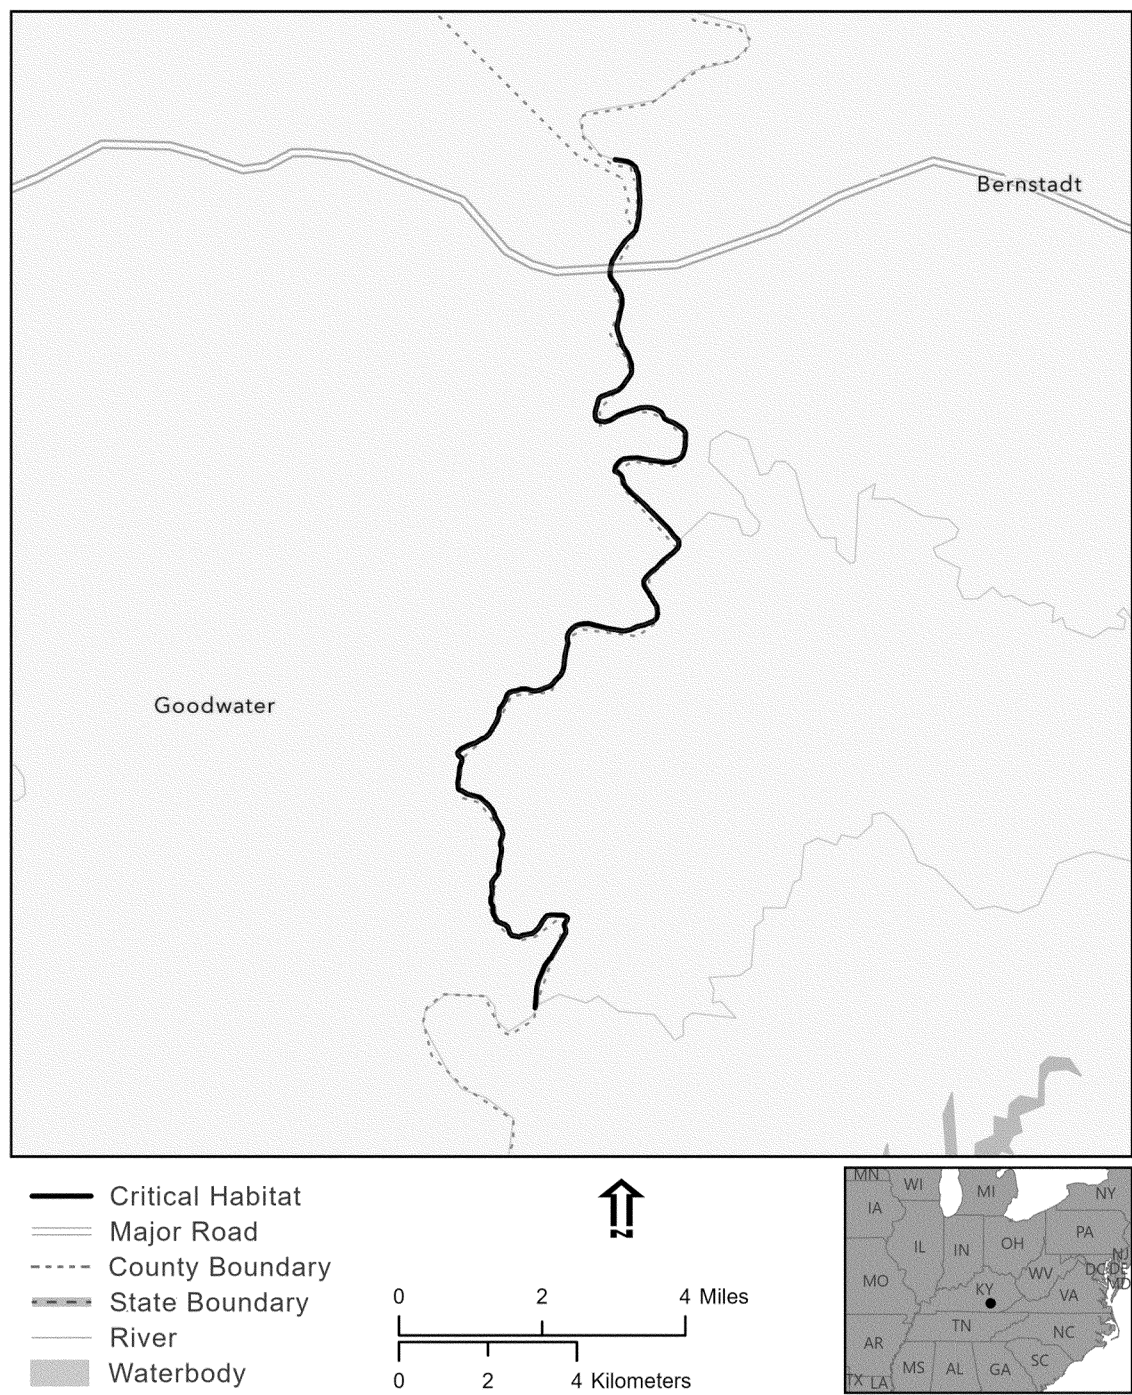 Bernstadt
Goodwater
Critical Habitat
Major Road
County Boundary
State Boundary
River
Waterbody
N
0 2 4 Miles
0 2 4 Kilometers
MN WI MI NY
IA
PA
IL IN OH
NJ
WV DC DE
MO KY VA MD
TN NC
AR
SC
MS AL GA
TX LA